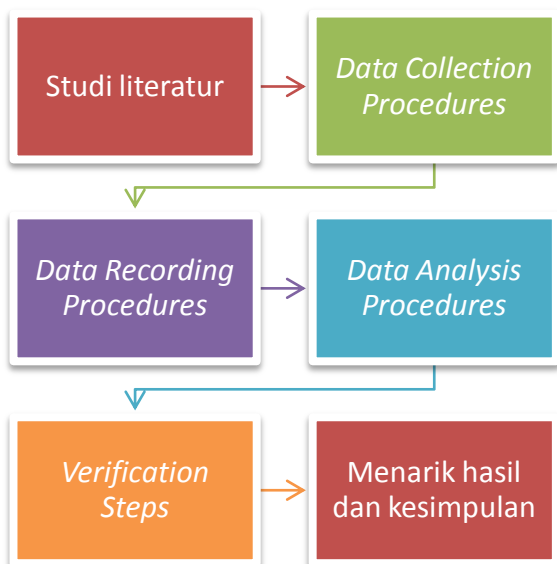 Studi literatur
Data Collection
Procedures
Data Recording
Procedures
Data Analysis
Procedures
Verification
Steps
Menarik hasil
dan kesimpulan